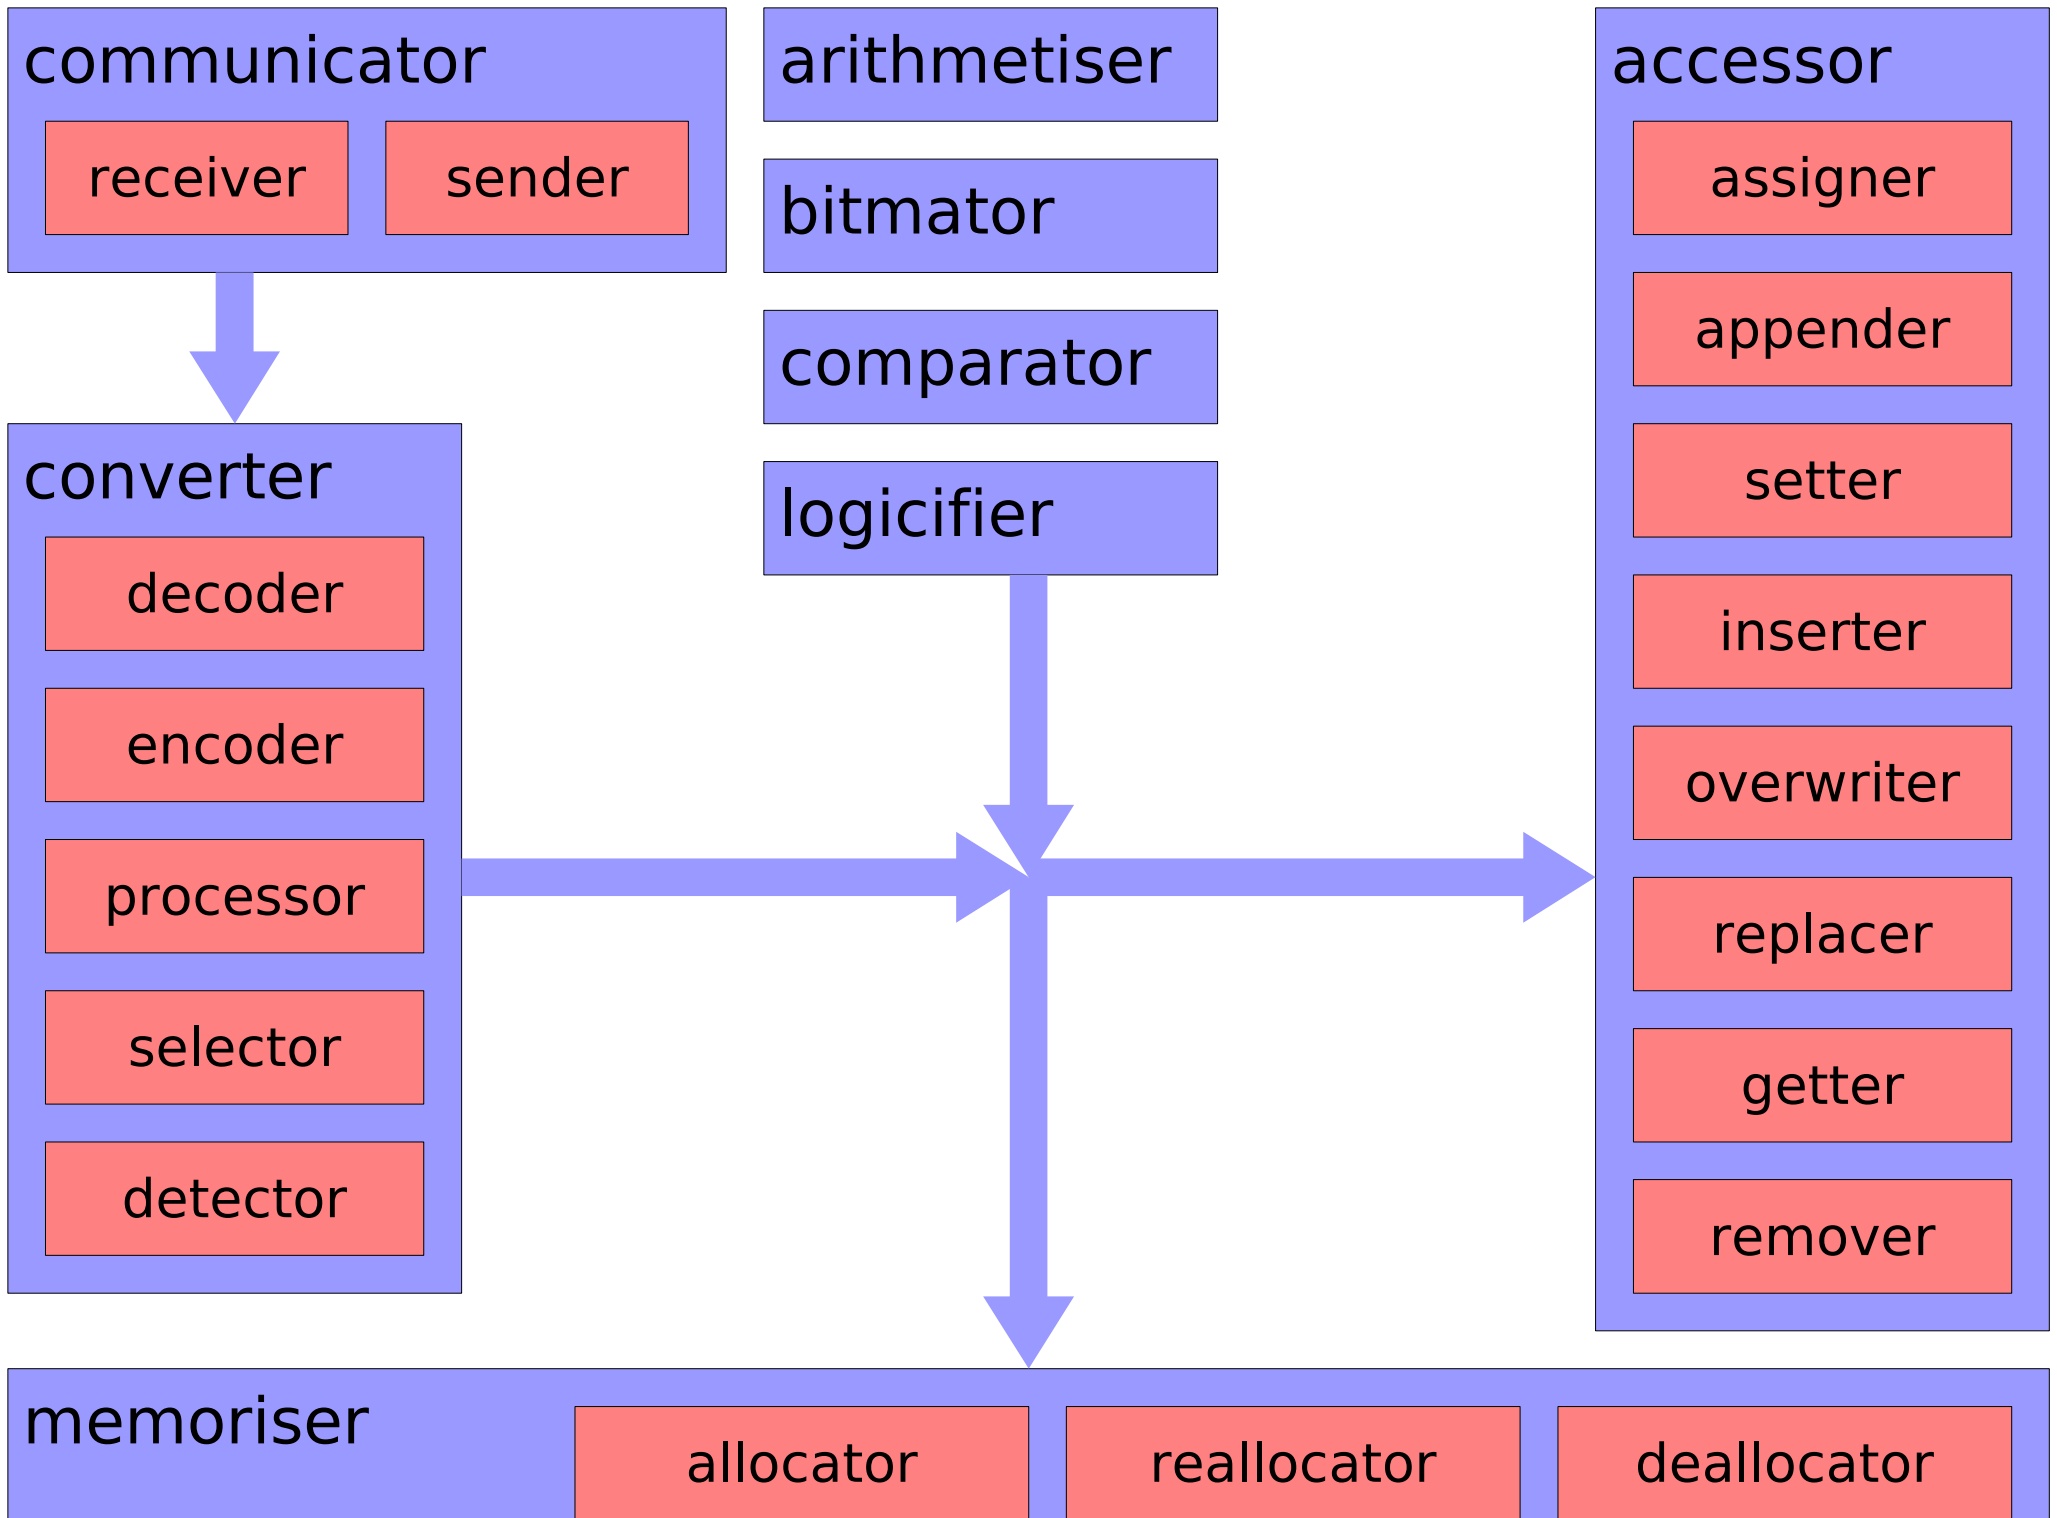 communicator
receiver
sender
converter
decoder
encoder
processor
selector
detector
arithmetiser
bitmator
comparator
logicifier
accessor
assigner
appender
setter
inserter
overwriter
replacer
getter
remover
memoriser
allocator
reallocator
deallocator